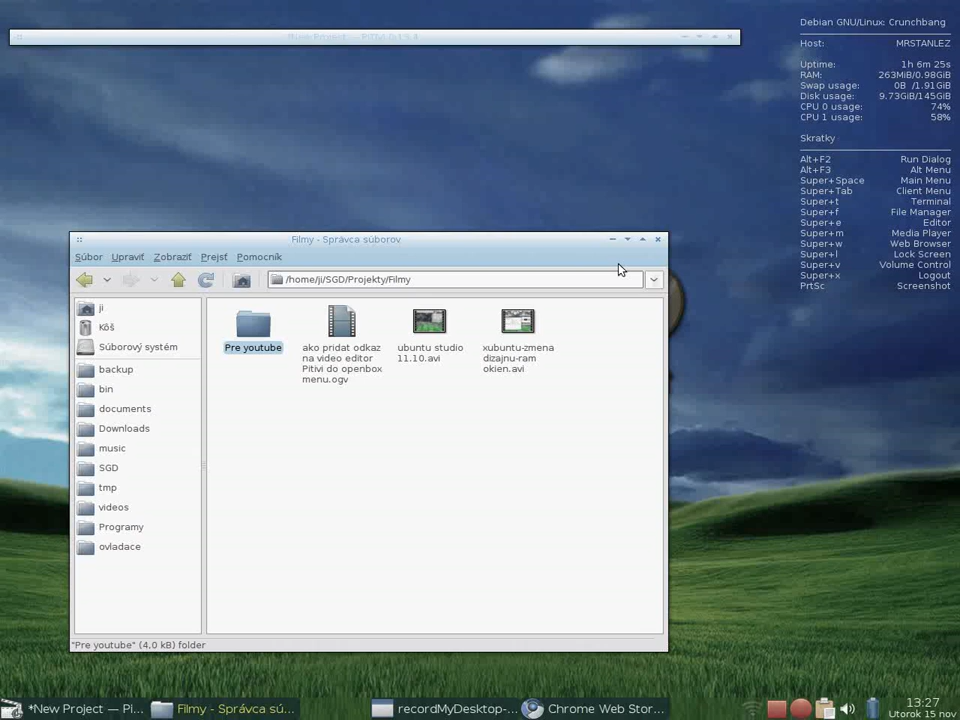 *New Project — PiTiVi 0.15.1
Debian GNU/Linux: Crunchbang
Host: MRSTANLEZ
Uptime: 1h 6m 25s
RAM: 263MiB/0.98GiB
Swap usage: 0B /1.91GiB
Disk usage: 9.73GiB/145GiB
CPU 0 usage: 74%
CPU 1 usage: 58%
Skratky
Alt+F2 Run Dialog
Alt+F3 Alt Menu
Super+Space Main Menu
Super+Tab Client Menu
Super+t Terminal
Super+f File Manager
Super+e Editor
Super+m Media Player
Super+w Web Browser
Super+l Lock Screen
Super+v Volume Control
Super+x Logout
PrtSc Screenshot
Filmy - Správca súborov
Súbor Upraviť Zobraziť Prejsť Pomocník
/home/ji/SGD/Projekty/Filmy
ji
Kôš
Súborový systém
backup
bin
documents
Downloads
music
SGD
tmp
videos
Programy
ovladace
Pre youtube
ako pridat odkaz
na video editor
Pitivi do openbox
menu.ogv
ubuntu studio
11.10.avi
xubuntu-zmena
dizajnu-ram
okien.avi
"Pre youtube" (4,0 kB) folder
*New Project — Pi...
Filmy - Správca sú...
recordMyDesktop-...
Chrome Web Stor...
13:27
Utorok 15 nov